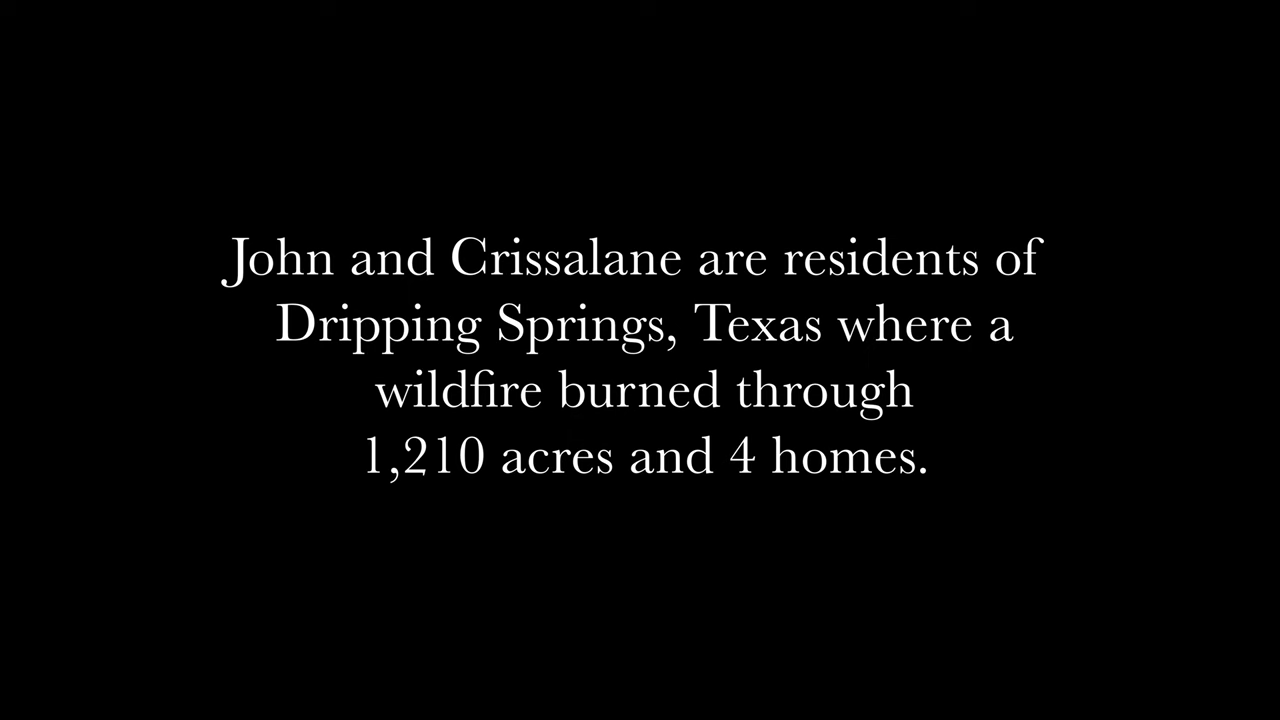 John and Crissalane are residents of
Dripping Springs, Texas where a
wildfire burned through
1,210 acres and 4 homes.